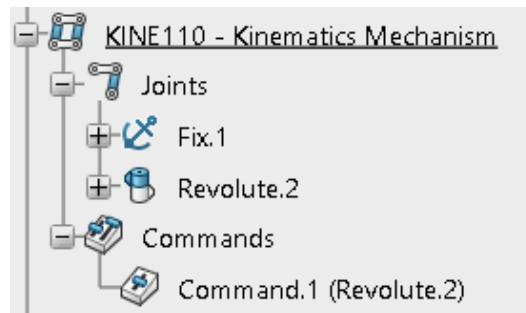 KINE110 - Kinematics Mechanism
Joints
Fix.1
Revolute.2
Commands
Command.1 (Revolute.2)